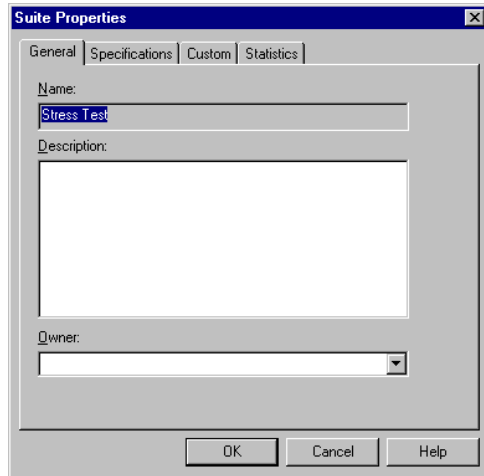 Suite Properties
General Specifications Custom Statistics
Name:
Stress Test
Description:
Owner:
OK Cancel Help